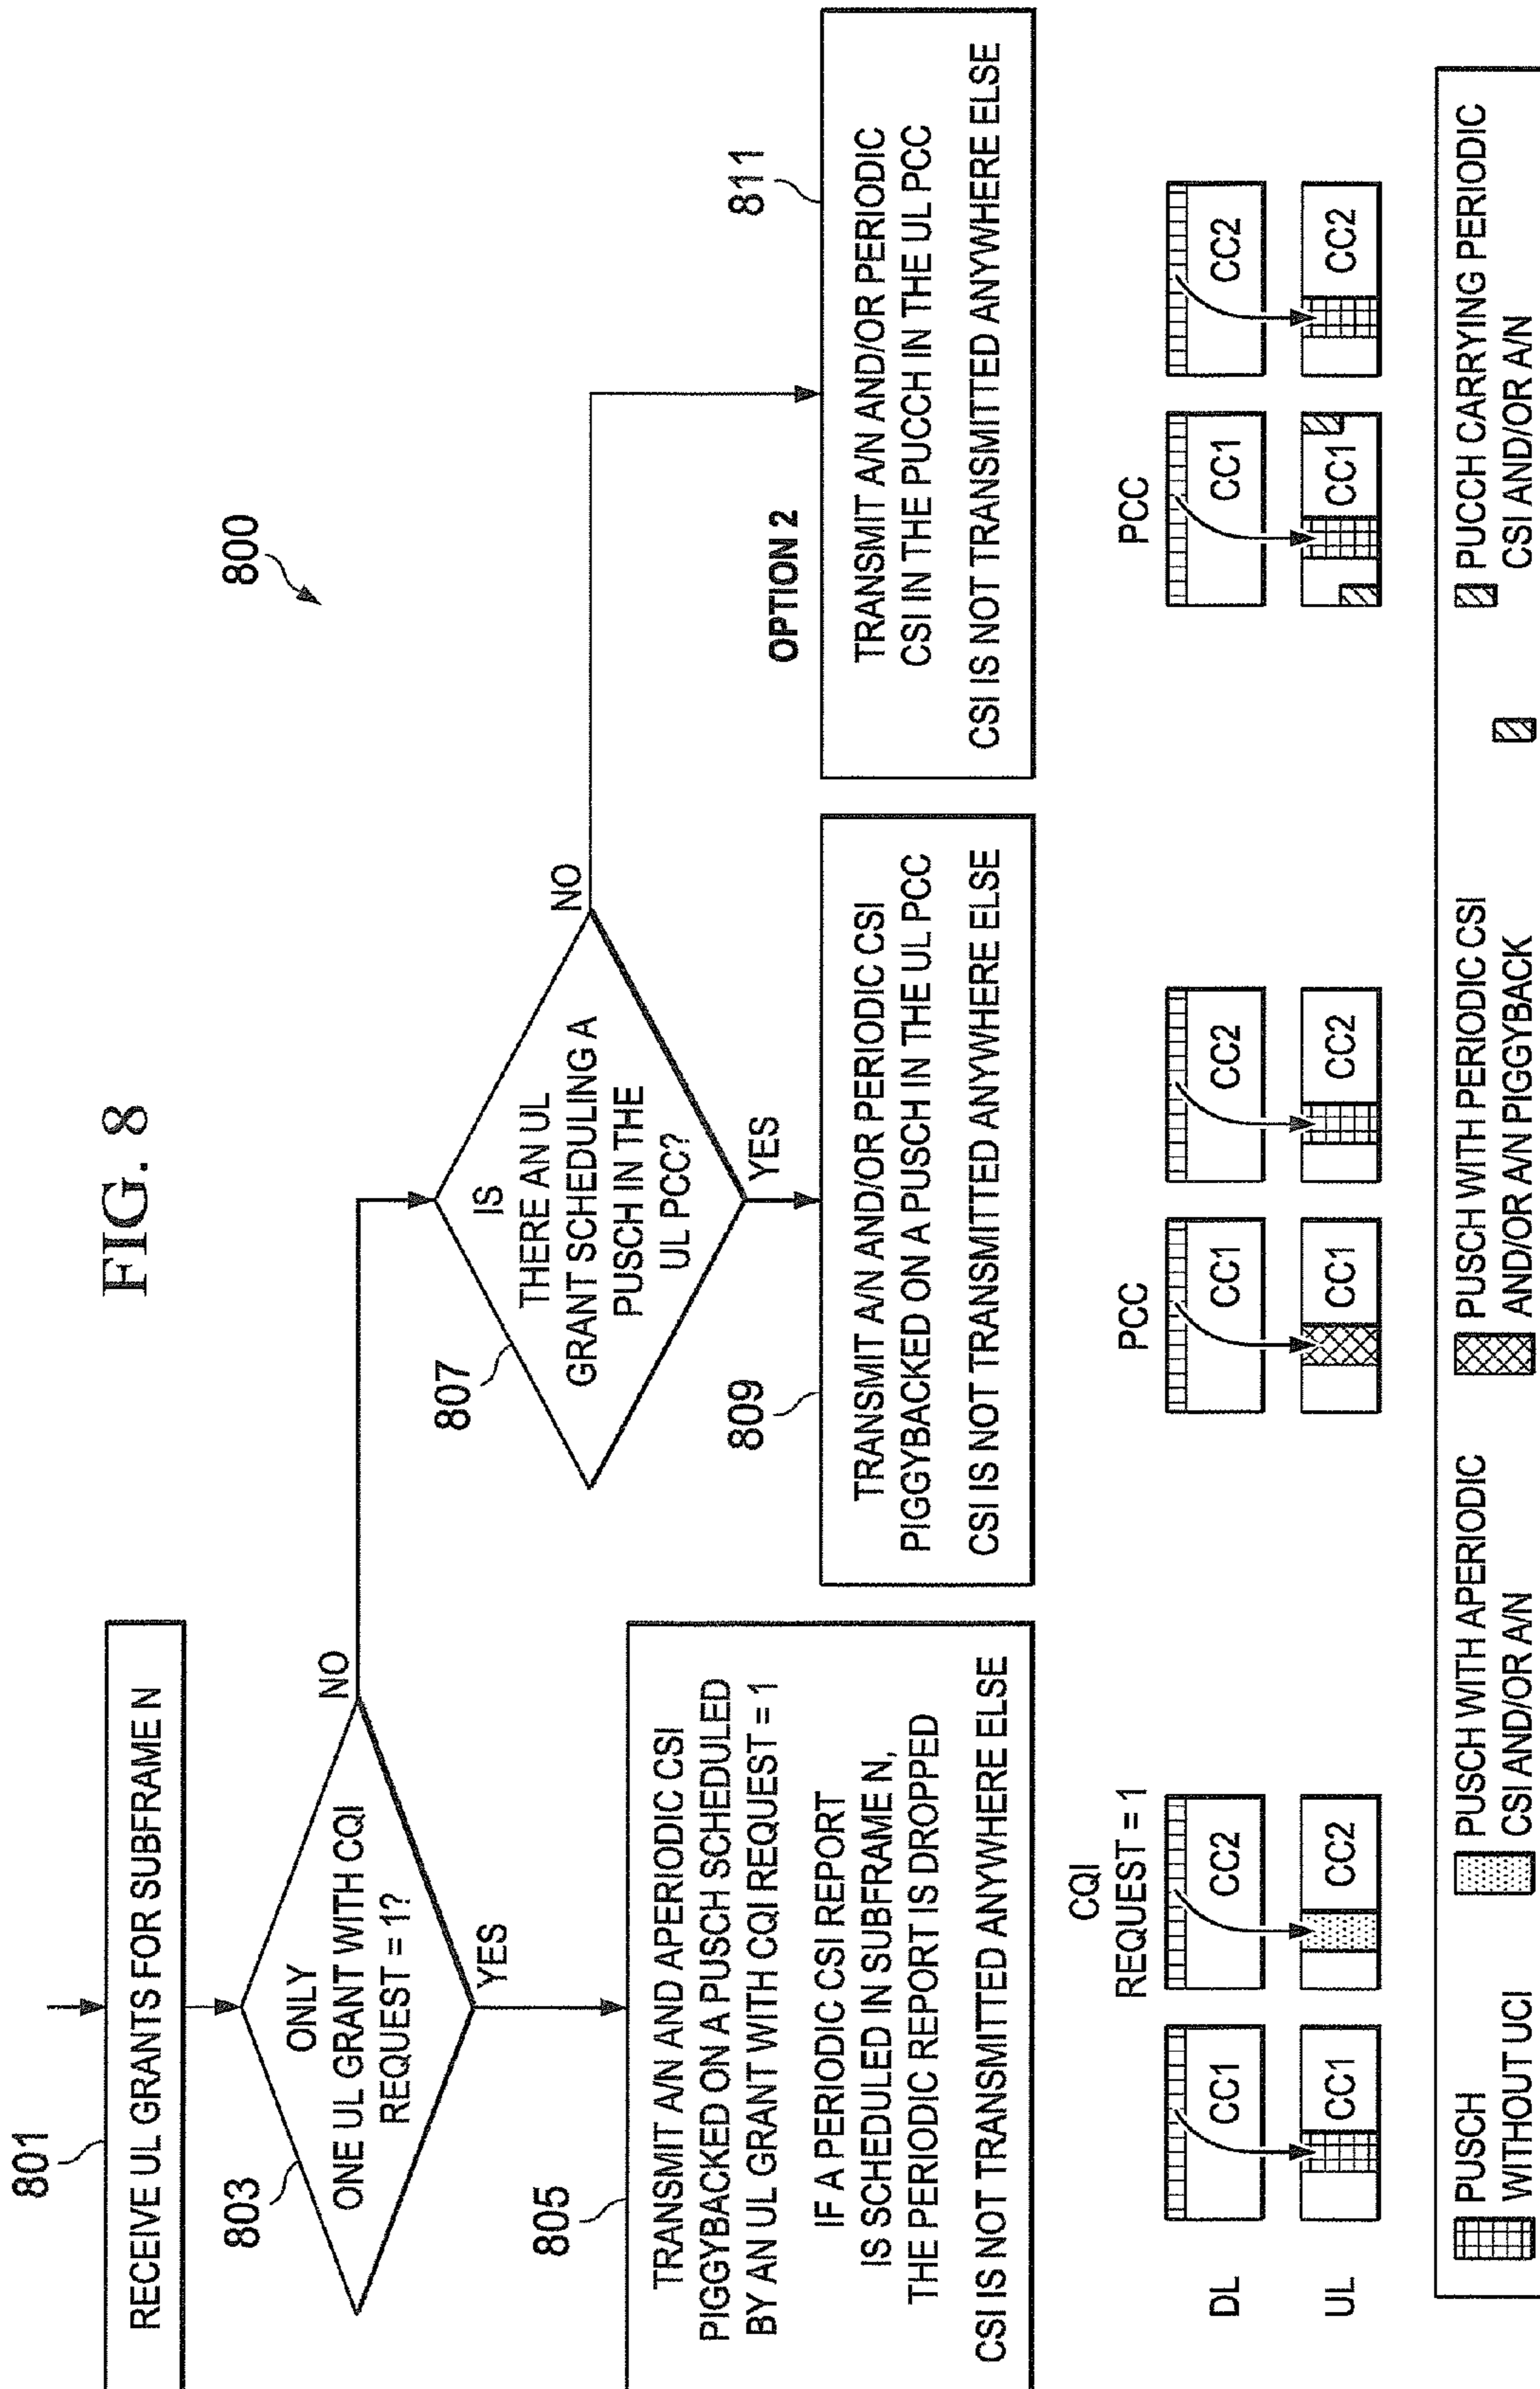 FIG. 8
800
801
RECEIVE UL GRANTS FOR SUBFRAME N
803
ONLY
ONE UL GRANT WITH CQI
REQUEST = 1?
NO
YES
805
TRANSMIT A/N AND APERIODIC CSI
PIGGYBACKED ON A PUSCH SCHEDULED
BY AN UL GRANT WITH CQI REQUEST = 1
IF A PERIODIC CSI REPORT
IS SCHEDULED IN SUBFRAME N,
THE PERIODIC REPORT IS DROPPED
CSI IS NOT TRANSMITTED ANYWHERE ELSE
807
IS
THERE AN UL
GRANT SCHEDULING A
PUSCH IN THE
UL PCC?
NO
YES
809
TRANSMIT A/N AND/OR PERIODIC CSI
PIGGYBACKED ON A PUSCH IN THE UL PCC
CSI IS NOT TRANSMITTED ANYWHERE ELSE
OPTION 2
811
TRANSMIT A/N AND/OR PERIODIC
CSI IN THE PUCCH IN THE UL PCC
CSI IS NOT TRANSMITTED ANYWHERE ELSE
CQI
REQUEST = 1
PCC
PCC
DL
CC1
CC2
CC1
CC2
CC1
CC2
UL
CC1
CC2
CC1
CC2
CC1
CC2
PUSCH
WITHOUT UCI
PUSCH WITH APERIODIC
CSI AND/OR A/N
PUSCH WITH PERIODIC CSI
AND/OR A/N PIGGYBACK
PUCCH CARRYING PERIODIC
CSI AND/OR A/N